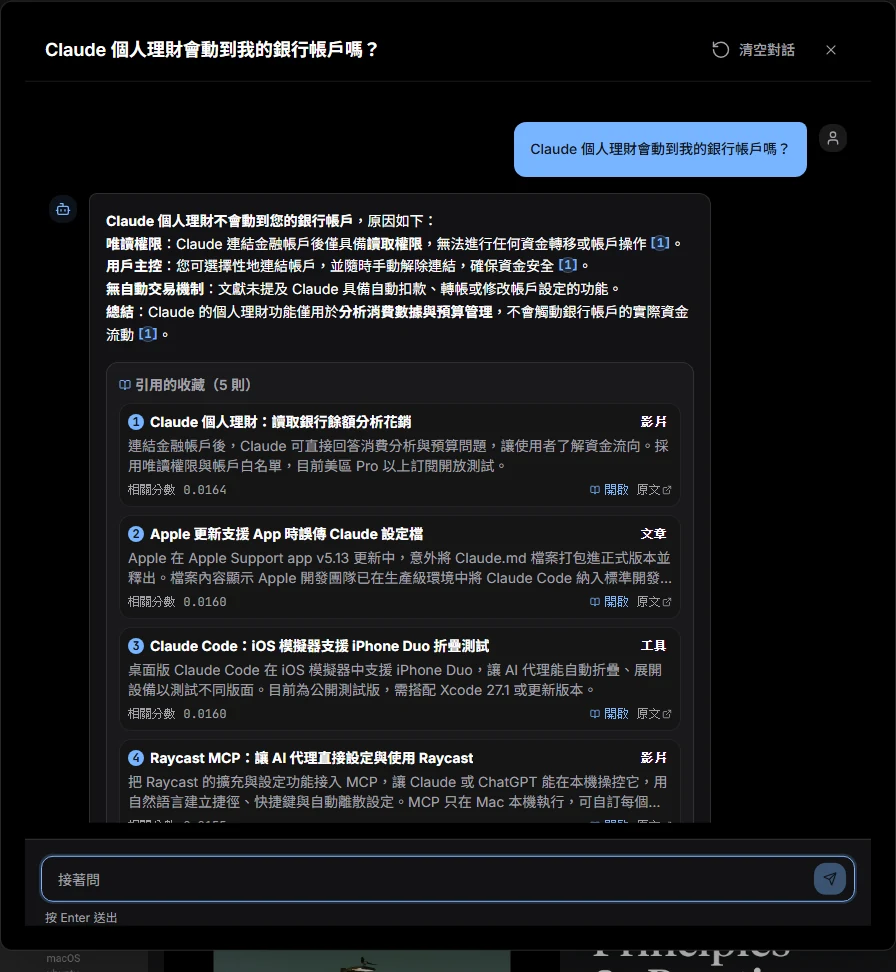 Claude 個人理財會動到我的銀行帳戶嗎？
清空對話
Claude 個人理財會動到我的銀行帳戶嗎？
Claude 個人理財不會動到您的銀行帳戶，原因如下：
唯讀權限：Claude 連結金融帳戶後僅具備讀取權限，無法進行任何資金轉移或帳戶操作 [1]。
用戶主控：您可選擇性地連結帳戶，並隨時手動解除連結，確保資金安全 [1]。
無自動交易機制：文獻未提及 Claude 具備自動扣款、轉帳或修改帳戶設定的功能。
總結：Claude 的個人理財功能僅用於分析消費數據與預算管理，不會觸動銀行帳戶的實際資金
流動 [1]。
引用的收藏（5 則）
1 Claude 個人理財：讀取銀行餘額分析花銷 影片
連結金融帳戶後，Claude 可直接回答消費分析與預算問題，讓使用者了解資金流向。採
用唯讀權限與帳戶白名單，目前美區 Pro 以上訂閱開放測試。
相關分數 0.0164 開啟 原文
2 Apple 更新支援 App 時誤傳 Claude 設定檔 文章
Apple 在 Apple Support app v5.13 更新中，意外將 Claude.md 檔案打包進正式版本並
釋出。檔案內容顯示 Apple 開發團隊已在生產級環境中將 Claude Code 納入標準開發...
相關分數 0.0160 開啟 原文
3 Claude Code：iOS 模擬器支援 iPhone Duo 折疊測試 工具
桌面版 Claude Code 在 iOS 模擬器中支援 iPhone Duo，讓 AI 代理能自動折疊、展開
設備以測試不同版面。目前為公開測試版，需搭配 Xcode 27.1 或更新版本。
相關分數 0.0160 開啟 原文
4 Raycast MCP：讓 AI 代理直接設定與使用 Raycast 影片
把 Raycast 的擴充與設定功能接入 MCP，讓 Claude 或 ChatGPT 能在本機操控它，用
自然語言建立捷徑、快捷鍵與自動離散設定。MCP 只在 Mac 本機執行，可自訂每個...
接著問
按 Enter 送出
macOS
Principles